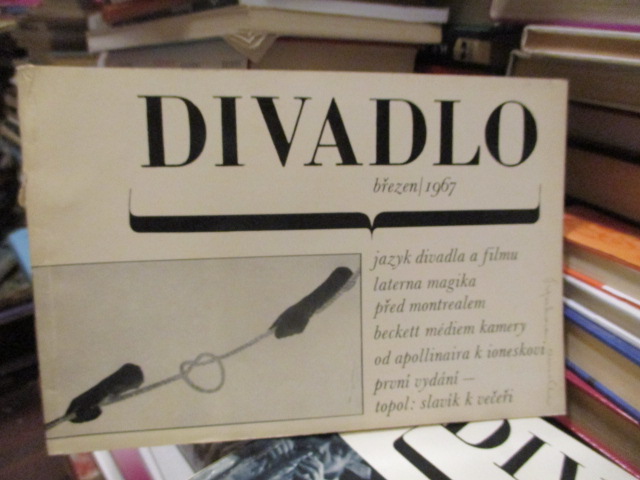 DIVADLO
březen|1967
jazyk divadla a filmu
laterna magika
před montrealem
beckett médiem kamery
od apollinaira k ioneskovi
první vydání —
topol: slavík k večeři
DIV